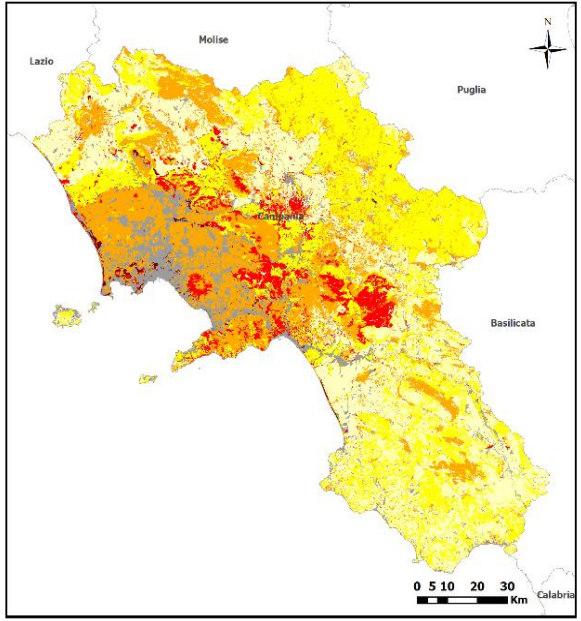 Molise
N
Lazio
Puglia
Campania
Basilicata
0 5 10 20 30
Km
Calabria